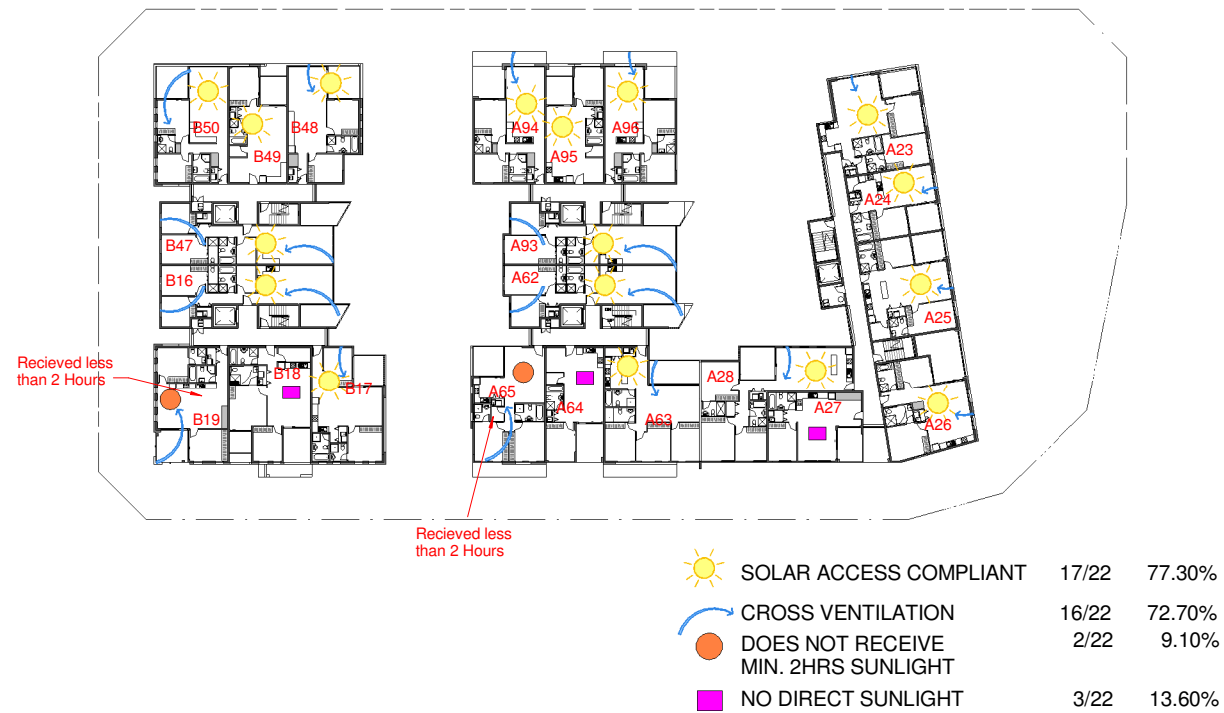 B50
B49
B48
A94
A95
A96
A23
A24
B47
B16
A93
A62
A25
Recieved less
than 2 Hours
B19
B18
B17
A65
A64
A63
A28
A27
A26
Recieved less
than 2 Hours
SOLAR ACCESS COMPLIANT 17/22 77.30%
CROSS VENTILATION 16/22 72.70%
DOES NOT RECEIVE 2/22 9.10%
MIN. 2HRS SUNLIGHT
NO DIRECT SUNLIGHT 3/22 13.60%